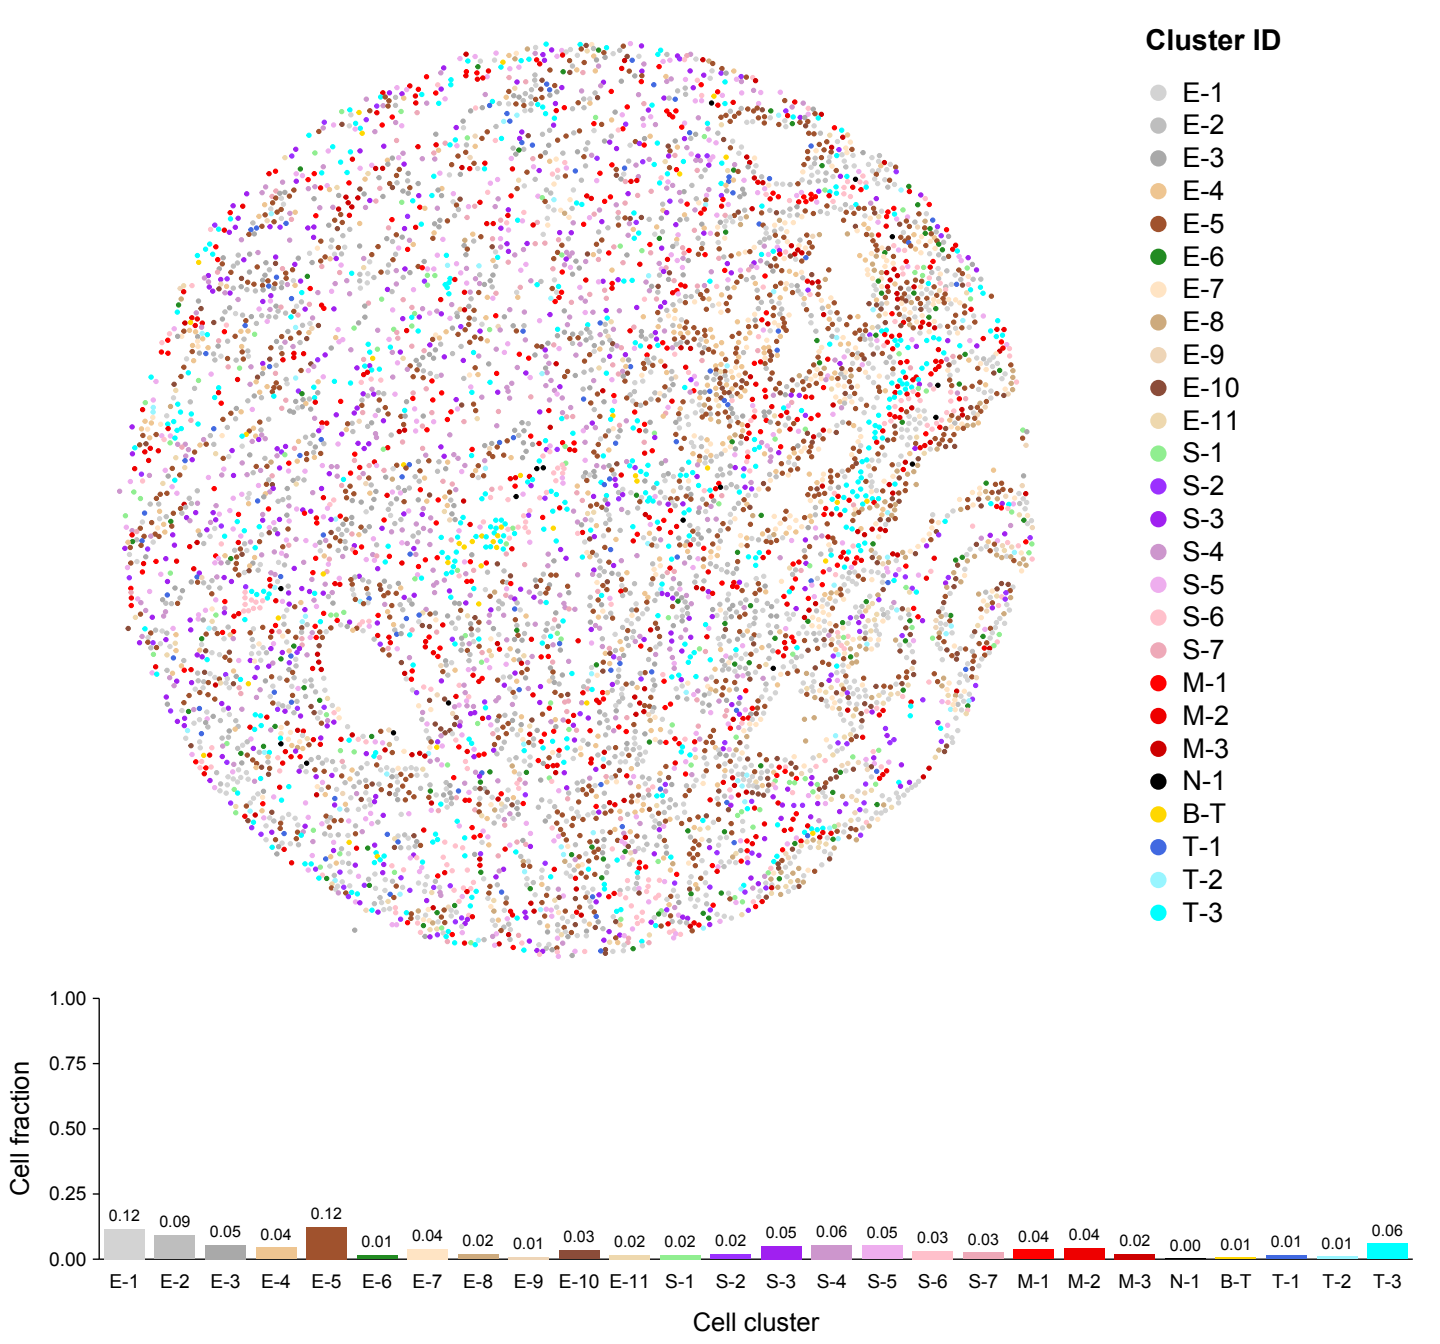 Cluster ID
E-1
E-2
E-3
E-4
E-5
E-6
E-7
E-8
E-9
E-10
E-11
S-1
S-2
S-3
S-4
S-5
S-6
S-7
M-1
M-2
M-3
N-1
B-T
T-1
T-2
T-3
1.00
0.75
0.50
0.25
0.00
Cell fraction
0.12 0.09 0.05 0.04 0.12 0.01 0.04 0.02 0.01 0.03 0.02 0.02 0.02 0.05 0.06 0.05 0.03 0.03 0.04 0.04 0.02 0.00 0.01 0.01 0.01 0.06
E-1 E-2 E-3 E-4 E-5 E-6 E-7 E-8 E-9 E-10 E-11 S-1 S-2 S-3 S-4 S-5 S-6 S-7 M-1 M-2 M-3 N-1 B-T T-1 T-2 T-3
Cell cluster